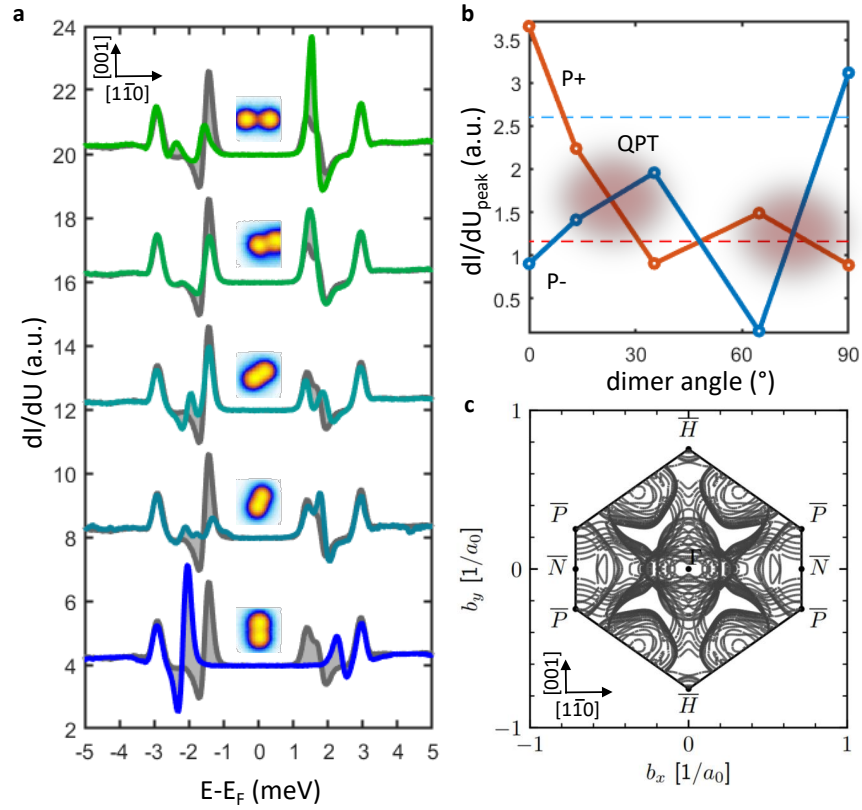 a
dI/dU (a.u.)
24
22
20
18
16
14
12
10
8
6
4
2
[001]
[11̅0]
-5 -4 -3 -2 -1 0 1 2 3 4 5
E-E_F (meV)
b
dI/dU_peak (a.u.)
3.5
3
2.5
2
1.5
1
0.5
P+
QPT
P-
0 30 60 90
dimer angle (°)
c
b_y [1/a_0]
1
0
-1
H̅
P̅ P̅
N̅ N̅
P̅ P̅
H̅
[001]
[11̅0]
-1 0 1
b_x [1/a_0]